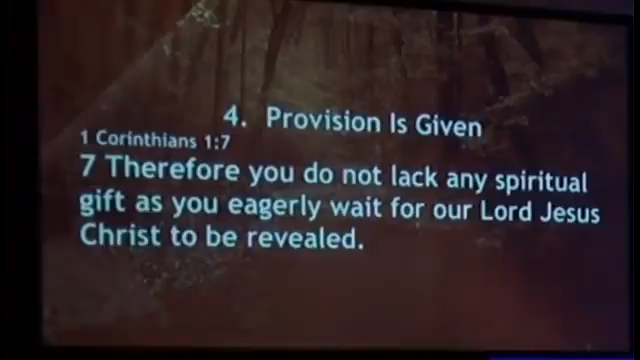 4. Provision Is Given
1 Corinthians 1:7
7 Therefore you do not lack any spiritual
gift as you eagerly wait for our Lord Jesus
Christ to be revealed.